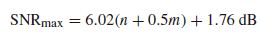 SNRmax = 6.02(n + 0.5m) + 1.76 dB